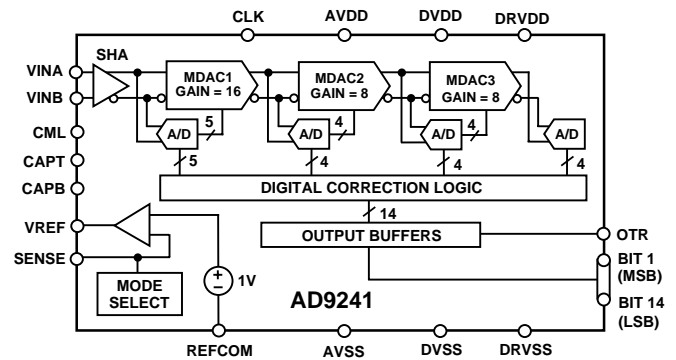 CLK
AVDD
DVDD
DRVDD
SHA
VINA
VINB
CML
CAPT
CAPB
VREF
SENSE
MDAC1
GAIN = 16
MDAC2
GAIN = 8
MDAC3
GAIN = 8
5
4
4
A/D
A/D
A/D
A/D
5
4
4
4
DIGITAL CORRECTION LOGIC
14
OUTPUT BUFFERS
OTR
BIT 1
(MSB)
BIT 14
(LSB)
MODE
SELECT
+
–
1V
AD9241
REFCOM
AVSS
DVSS
DRVSS